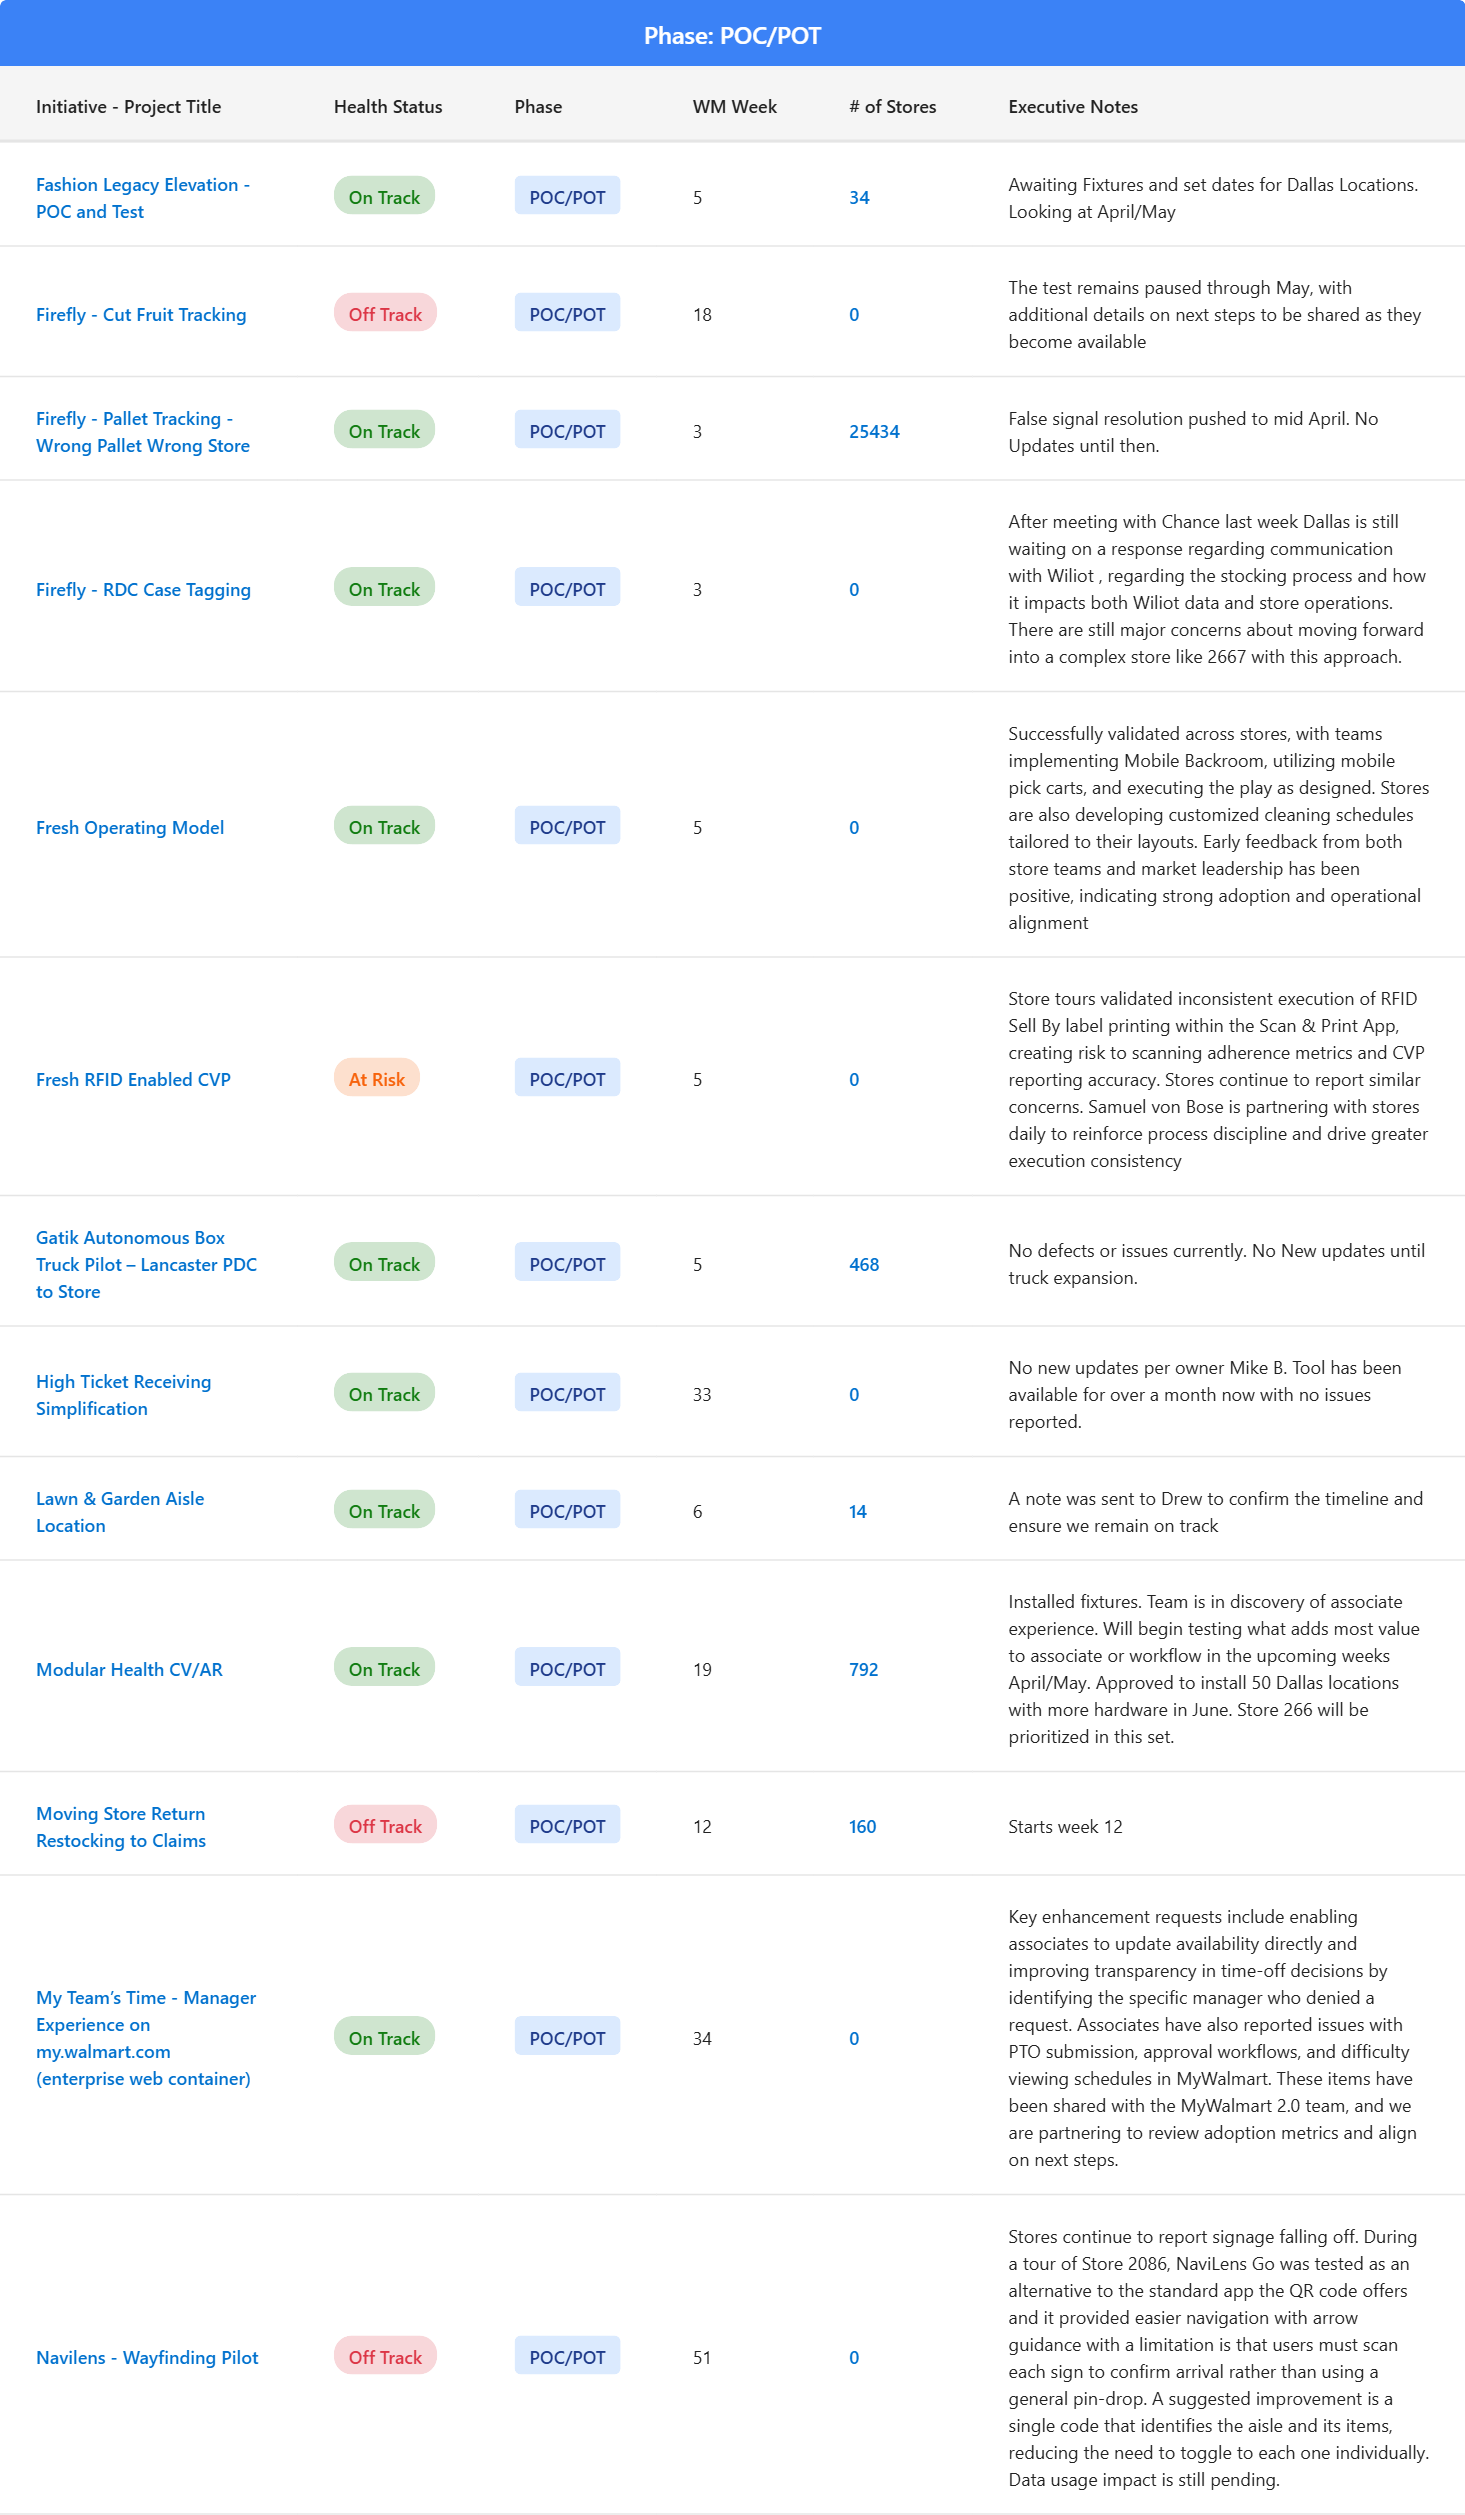 Phase: POC/POT
Initiative - Project Title Health Status Phase WM Week # of Stores Executive Notes
Fashion Legacy Elevation -
POC and Test
On Track POC/POT 5 34
Awaiting Fixtures and set dates for Dallas Locations.
Looking at April/May
Firefly - Cut Fruit Tracking Off Track POC/POT 18 0
The test remains paused through May, with
additional details on next steps to be shared as they
become available
Firefly - Pallet Tracking -
Wrong Pallet Wrong Store
On Track POC/POT 3 25434
False signal resolution pushed to mid April. No
Updates until then.
Firefly - RDC Case Tagging On Track POC/POT 3 0
After meeting with Chance last week Dallas is still
waiting on a response regarding communication
with Wiliot , regarding the stocking process and how
it impacts both Wiliot data and store operations.
There are still major concerns about moving forward
into a complex store like 2667 with this approach.
Fresh Operating Model On Track POC/POT 5 0
Successfully validated across stores, with teams
implementing Mobile Backroom, utilizing mobile
pick carts, and executing the play as designed. Stores
are also developing customized cleaning schedules
tailored to their layouts. Early feedback from both
store teams and market leadership has been
positive, indicating strong adoption and operational
alignment
Fresh RFID Enabled CVP At Risk POC/POT 5 0
Store tours validated inconsistent execution of RFID
Sell By label printing within the Scan & Print App,
creating risk to scanning adherence metrics and CVP
reporting accuracy. Stores continue to report similar
concerns. Samuel von Bose is partnering with stores
daily to reinforce process discipline and drive greater
execution consistency
Gatik Autonomous Box
Truck Pilot – Lancaster PDC
to Store
On Track POC/POT 5 468
No defects or issues currently. No New updates until
truck expansion.
High Ticket Receiving
Simplification
On Track POC/POT 33 0
No new updates per owner Mike B. Tool has been
available for over a month now with no issues
reported.
Lawn & Garden Aisle
Location
On Track POC/POT 6 14
A note was sent to Drew to confirm the timeline and
ensure we remain on track
Modular Health CV/AR On Track POC/POT 19 792
Installed fixtures. Team is in discovery of associate
experience. Will begin testing what adds most value
to associate or workflow in the upcoming weeks
April/May. Approved to install 50 Dallas locations
with more hardware in June. Store 266 will be
prioritized in this set.
Moving Store Return
Restocking to Claims
Off Track POC/POT 12 160
Starts week 12
My Team’s Time - Manager
Experience on
my.walmart.com
(enterprise web container)
On Track POC/POT 34 0
Key enhancement requests include enabling
associates to update availability directly and
improving transparency in time-off decisions by
identifying the specific manager who denied a
request. Associates have also reported issues with
PTO submission, approval workflows, and difficulty
viewing schedules in MyWalmart. These items have
been shared with the MyWalmart 2.0 team, and we
are partnering to review adoption metrics and align
on next steps.
Navilens - Wayfinding Pilot Off Track POC/POT 51 0
Stores continue to report signage falling off. During
a tour of Store 2086, NaviLens Go was tested as an
alternative to the standard app the QR code offers
and it provided easier navigation with arrow
guidance with a limitation is that users must scan
each sign to confirm arrival rather than using a
general pin-drop. A suggested improvement is a
single code that identifies the aisle and its items,
reducing the need to toggle to each one individually.
Data usage impact is still pending.